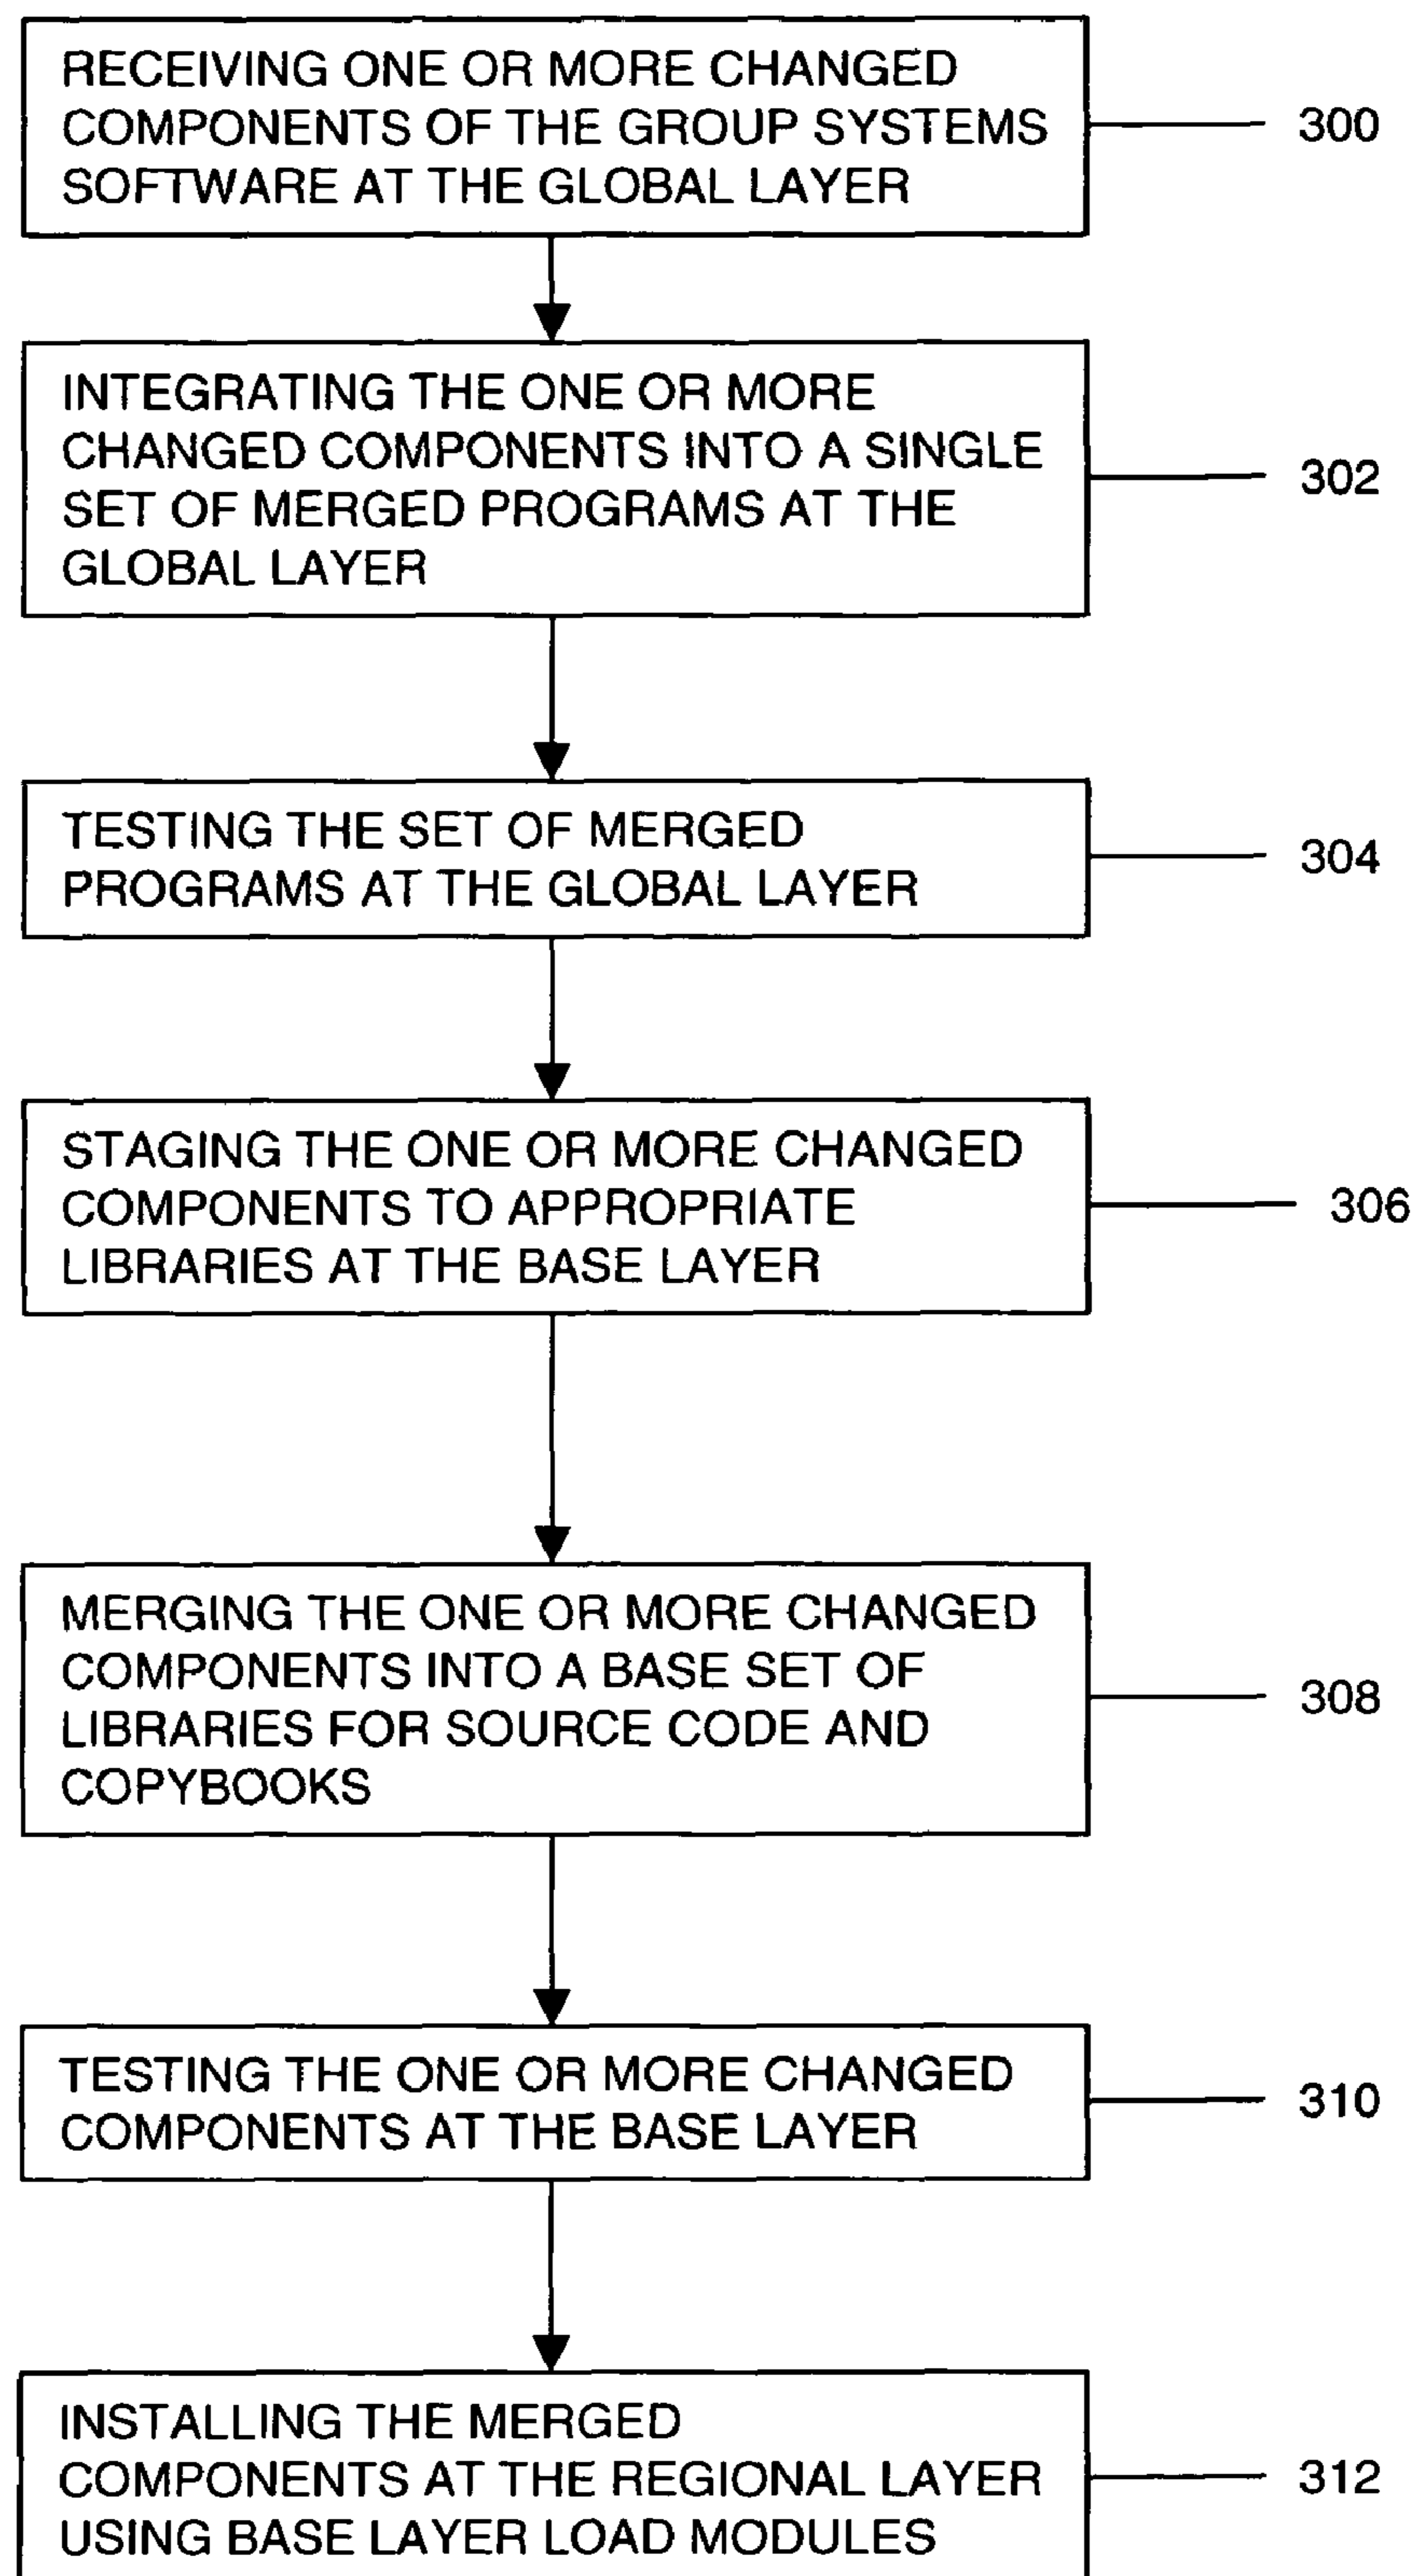 RECEIVING ONE OR MORE CHANGED
COMPONENTS OF THE GROUP SYSTEMS
SOFTWARE AT THE GLOBAL LAYER
300
INTEGRATING THE ONE OR MORE
CHANGED COMPONENTS INTO A SINGLE
SET OF MERGED PROGRAMS AT THE
GLOBAL LAYER
302
TESTING THE SET OF MERGED
PROGRAMS AT THE GLOBAL LAYER
304
STAGING THE ONE OR MORE CHANGED
COMPONENTS TO APPROPRIATE
LIBRARIES AT THE BASE LAYER
306
MERGING THE ONE OR MORE CHANGED
COMPONENTS INTO A BASE SET OF
LIBRARIES FOR SOURCE CODE AND
COPYBOOKS
308
TESTING THE ONE OR MORE CHANGED
COMPONENTS AT THE BASE LAYER
310
INSTALLING THE MERGED
COMPONENTS AT THE REGIONAL LAYER
USING BASE LAYER LOAD MODULES
312